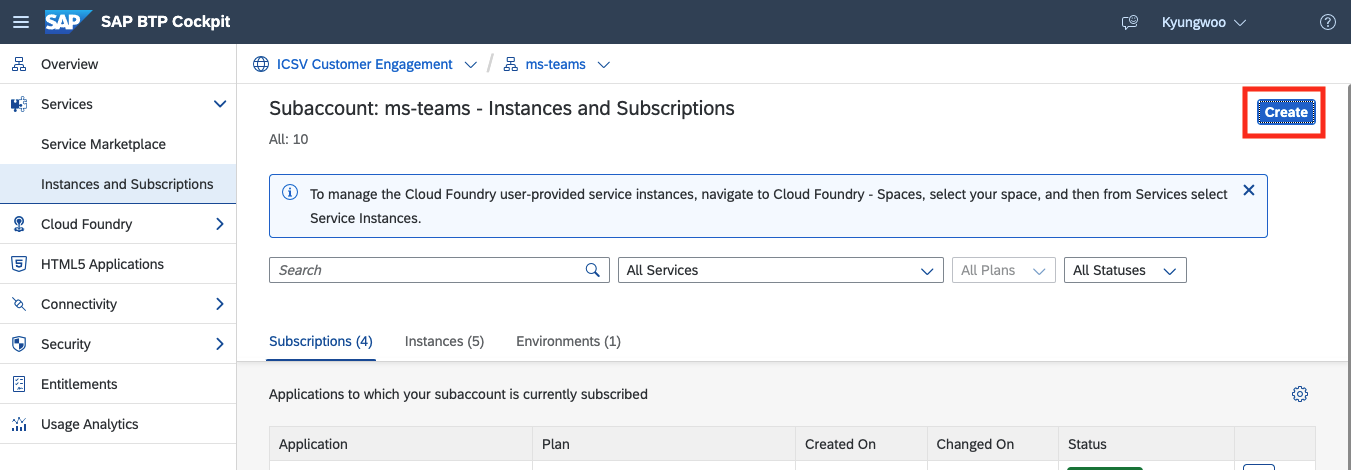 SAP SAP BTP Cockpit Kyungwoo
Overview
Services
Service Marketplace
Instances and Subscriptions
Cloud Foundry
HTML5 Applications
Connectivity
Security
Entitlements
Usage Analytics
ICSV Customer Engagement / ms-teams
Subaccount: ms-teams - Instances and Subscriptions
Create
All: 10
To manage the Cloud Foundry user-provided service instances, navigate to Cloud Foundry - Spaces, select your space, and then from Services select
Service Instances.
Search All Services All Plans All Statuses
Subscriptions (4) Instances (5) Environments (1)
Applications to which your subaccount is currently subscribed
Application Plan Created On Changed On Status